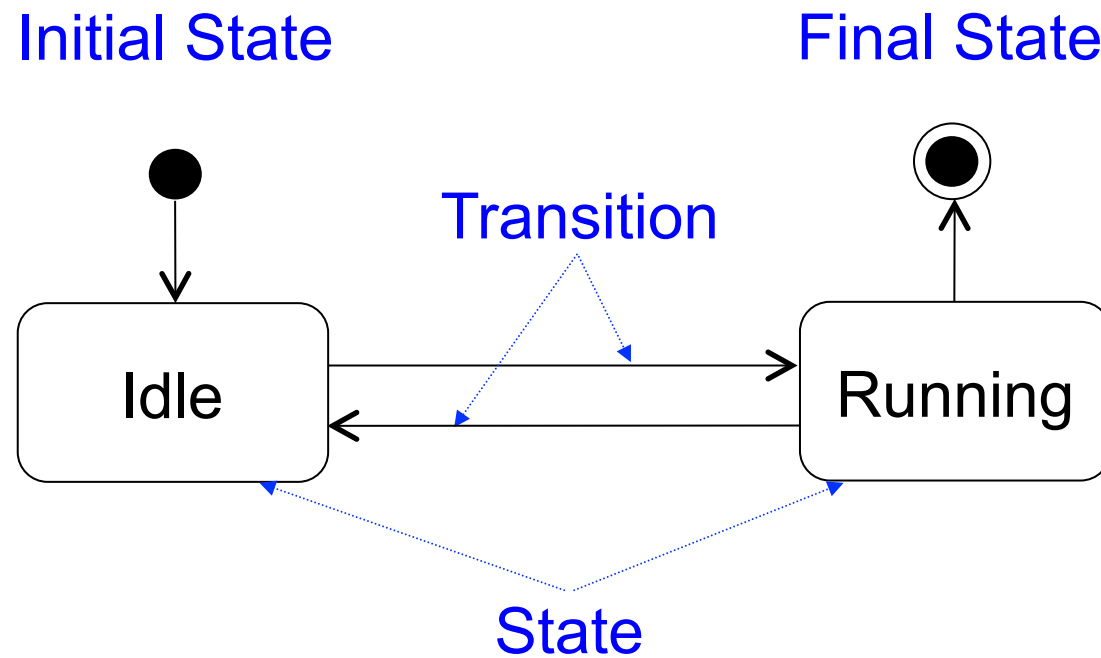 Initial State
Final State
Transition
Idle
Running
State